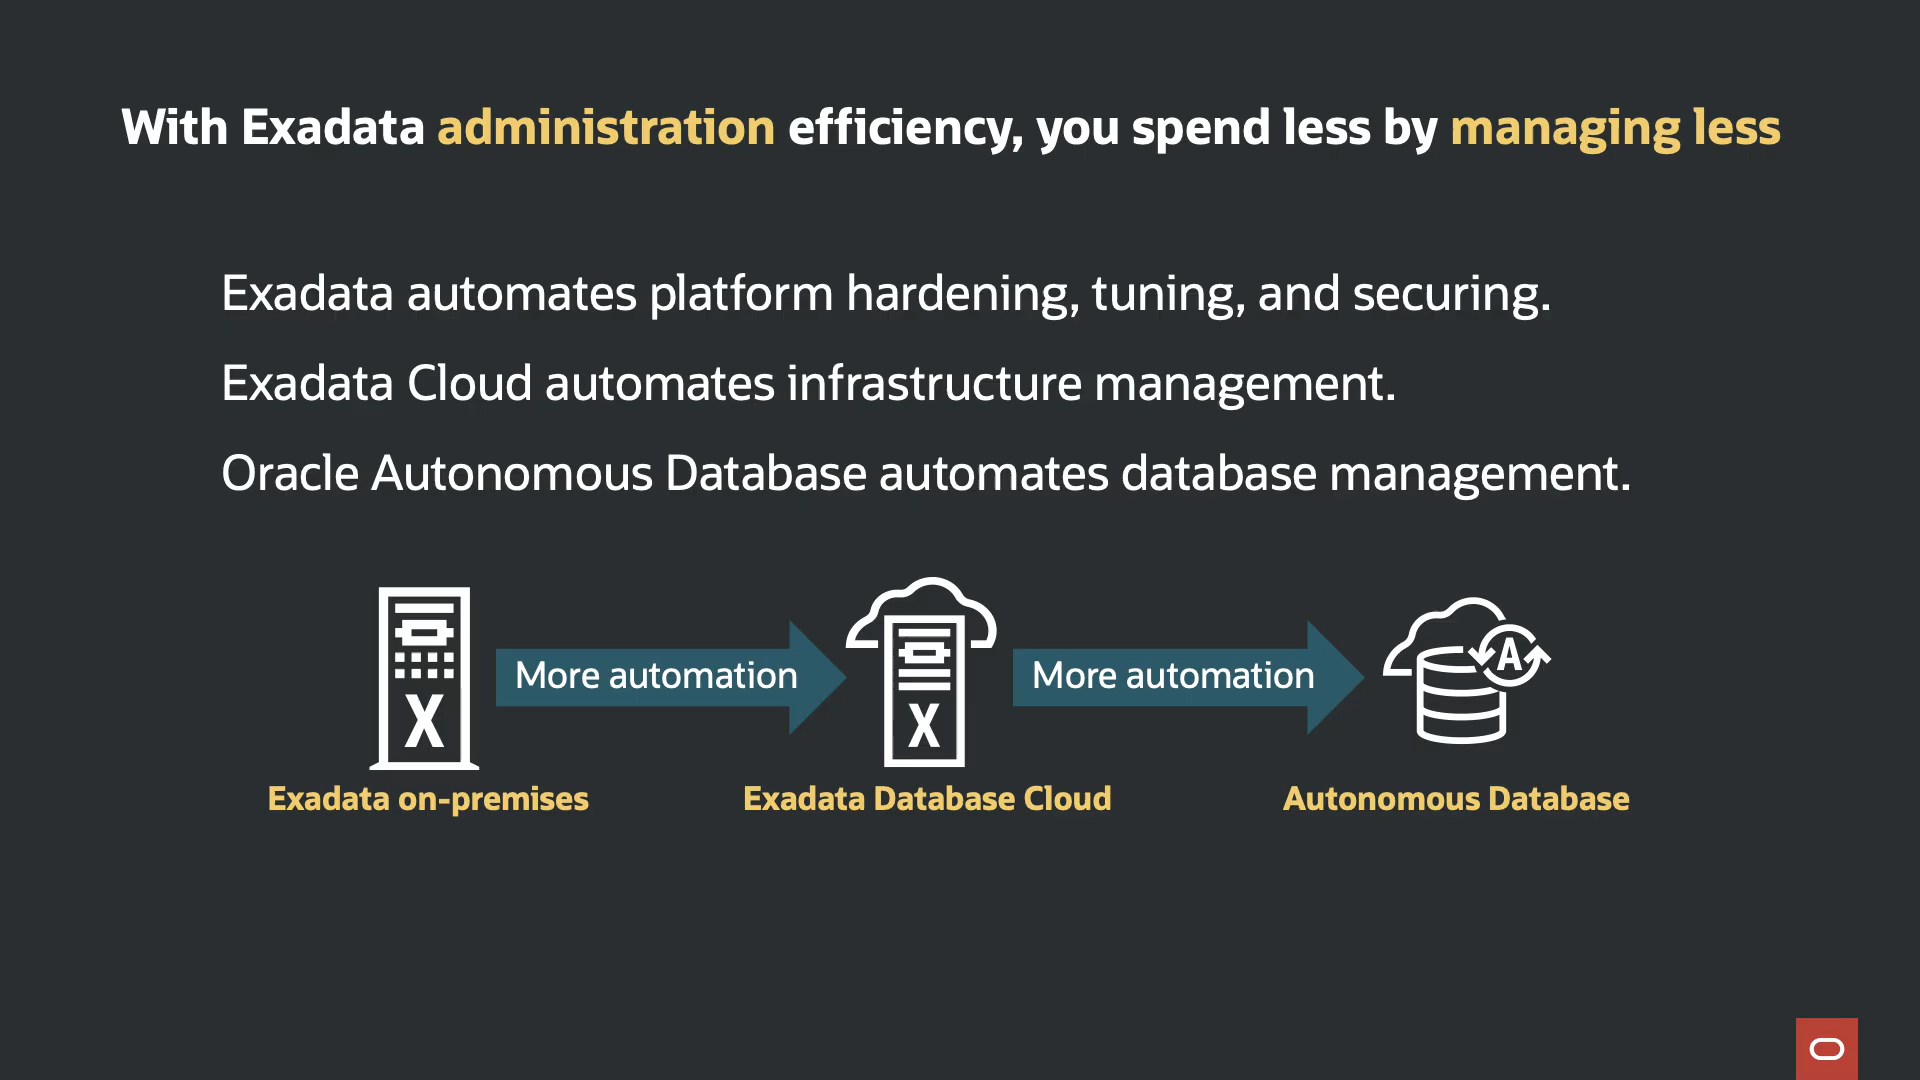 With Exadata administration efficiency, you spend less by managing less
Exadata automates platform hardening, tuning, and securing.
Exadata Cloud automates infrastructure management.
Oracle Autonomous Database automates database management.
X
More automation
X
More automation
A
Exadata on-premises
Exadata Database Cloud
Autonomous Database